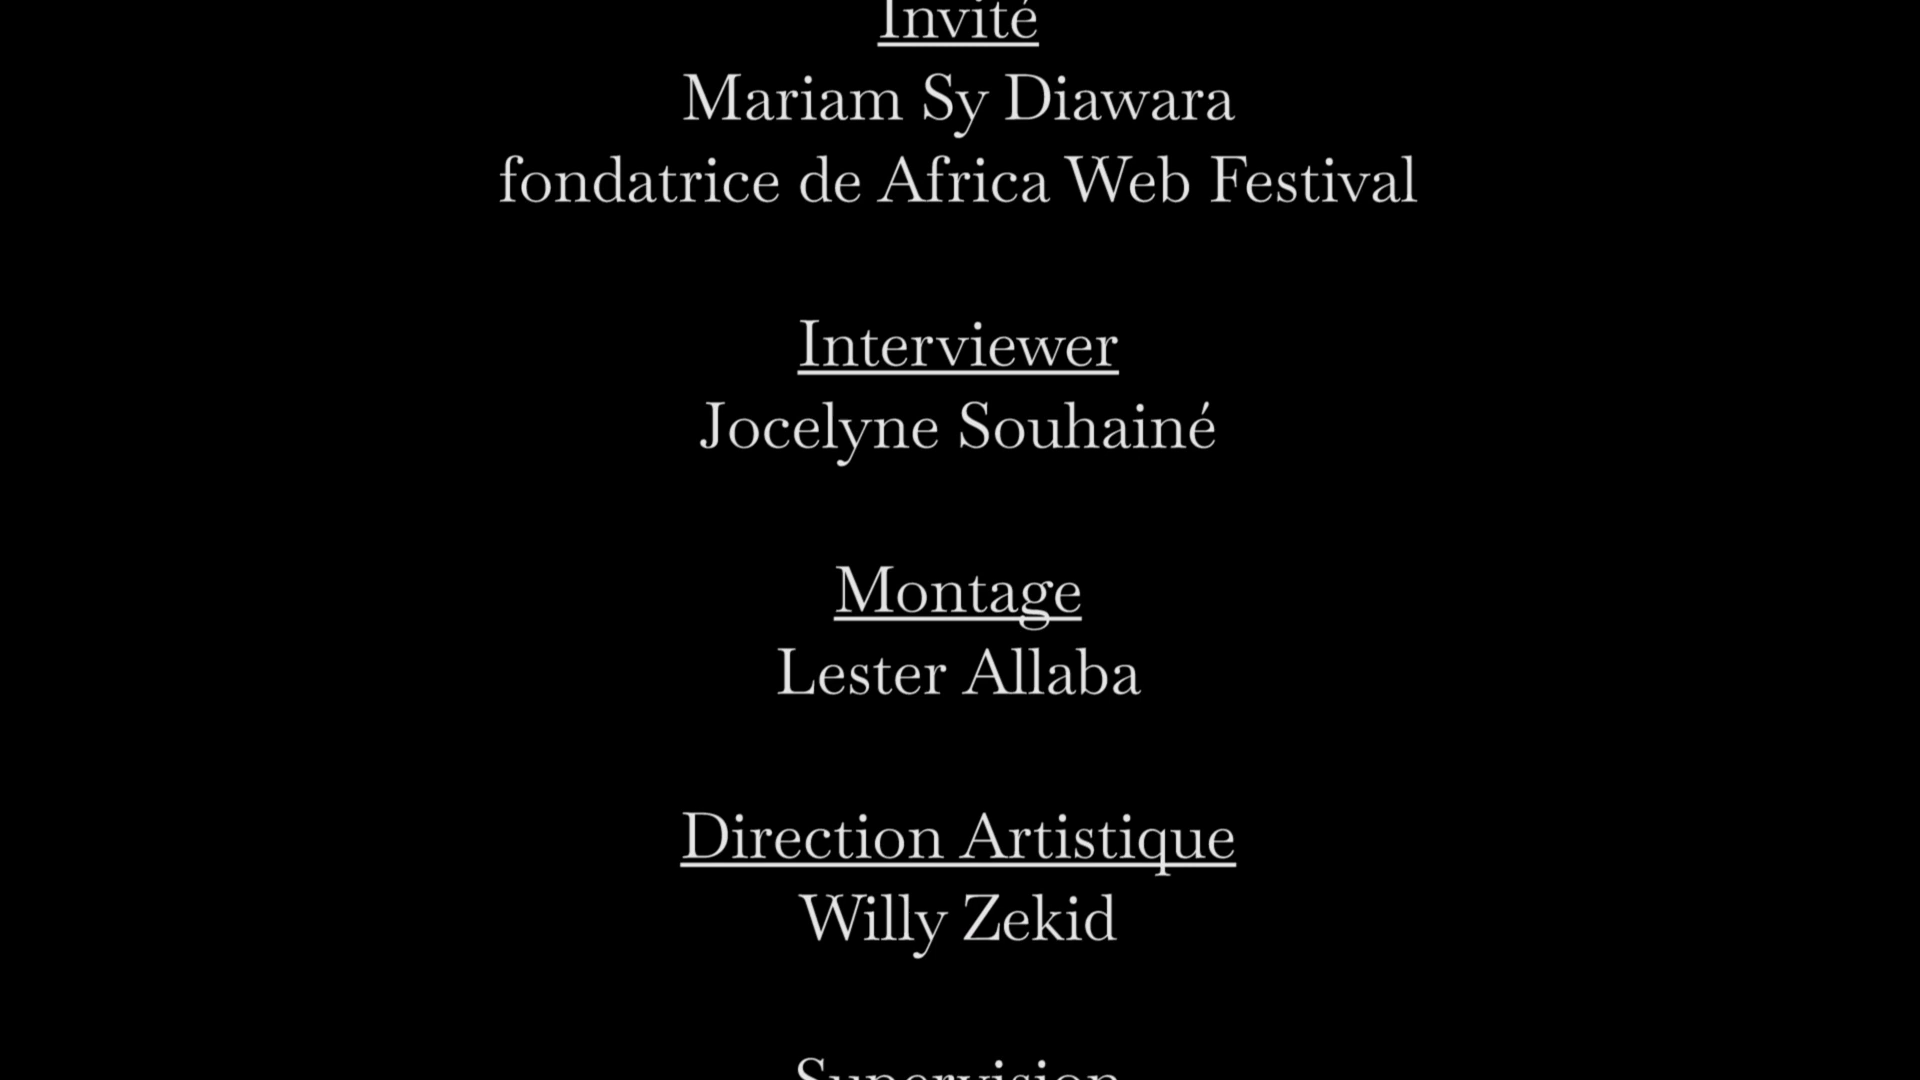 Invité
Mariam Sy Diawara
fondatrice de Africa Web Festival
Interviewer
Jocelyne Souhainé
Montage
Lester Allaba
Direction Artistique
Willy Zekid
Supervision